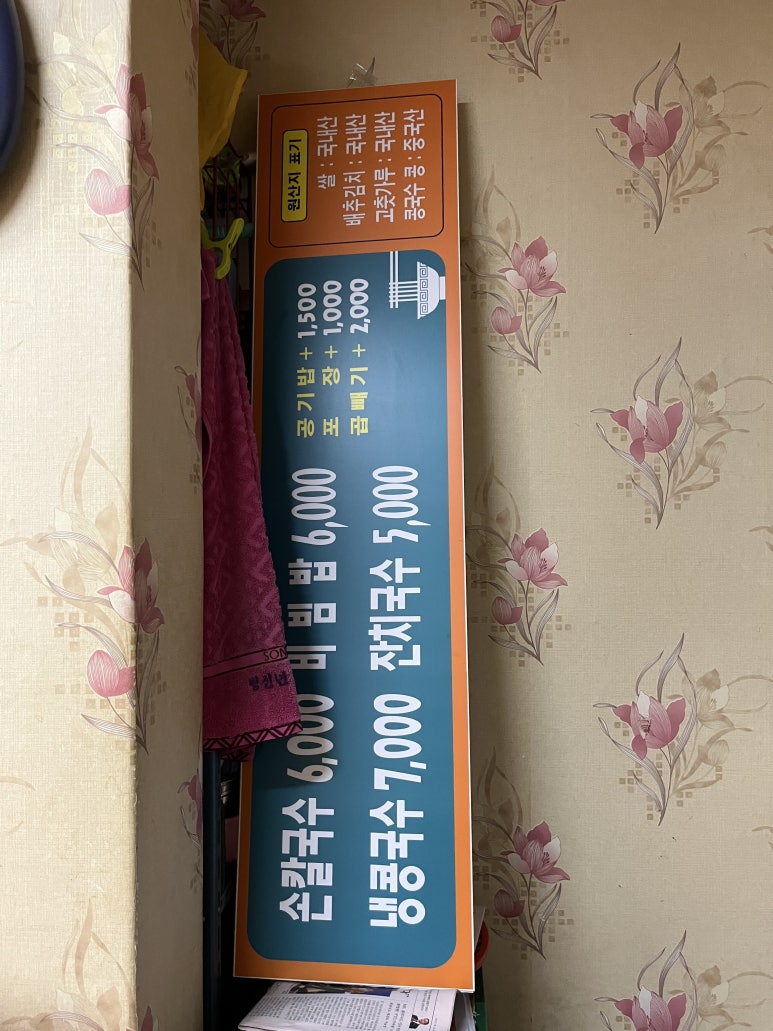 손칼국수 6,000 비 빔 밥 6,000
냉콩국수 7,000 잔치국수 5,000
공 기 밥 + 1,500
포 장 + 1,000
곱 빼 기 + 2,000
원산지 표기
쌀 : 국내산
배추김치 : 국내산
고춧가루 : 국내산
콩국수 콩 : 중국산